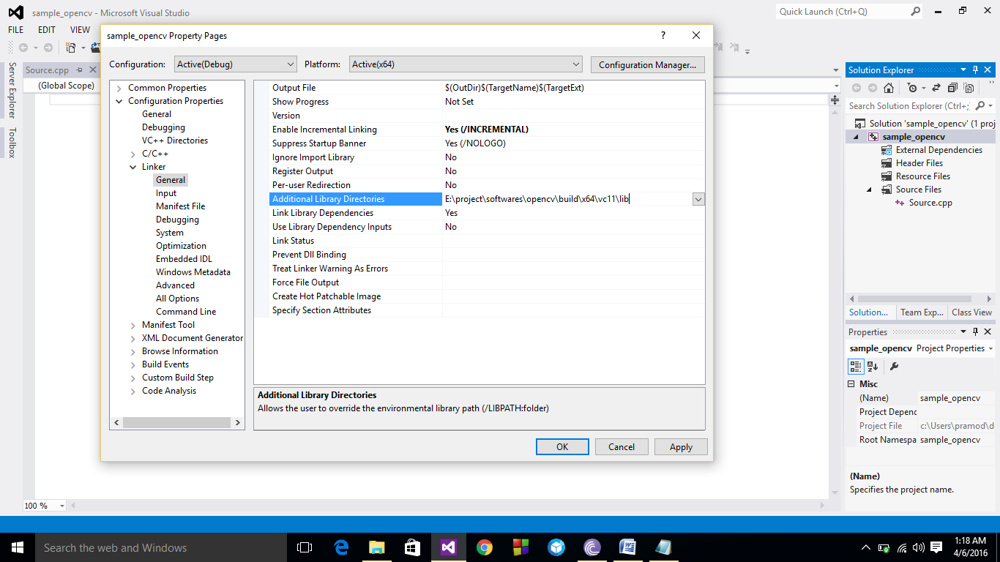 sample_opencv - Microsoft Visual Studio
Quick Launch (Ctrl+Q)
FILE EDIT VIEW
sample_opencv Property Pages
?
Configuration: Active(Debug) Platform: Active(x64) Configuration Manager...
Server Explorer
Toolbox
Source.cpp
(Global Scope)
Common Properties
Configuration Properties
General
Debugging
VC++ Directories
C/C++
Linker
General
Input
Manifest File
Debugging
System
Optimization
Embedded IDL
Windows Metadata
Advanced
All Options
Command Line
Manifest Tool
XML Document Generator
Browse Information
Build Events
Custom Build Step
Code Analysis
Output File $(OutDir)$(TargetName)$(TargetExt)
Show Progress Not Set
Version
Enable Incremental Linking Yes (/INCREMENTAL)
Suppress Startup Banner Yes (/NOLOGO)
Ignore Import Library No
Register Output No
Per-user Redirection No
Additional Library Directories E:\project\softwares\opencv\build\x64\vc11\lib
Link Library Dependencies Yes
Use Library Dependency Inputs No
Link Status
Prevent Dll Binding
Treat Linker Warning As Errors
Force File Output
Create Hot Patchable Image
Specify Section Attributes
Additional Library Directories
Allows the user to override the environmental library path (/LIBPATH:folder)
OK Cancel Apply
Solution Explorer
Search Solution Explorer (Ctrl+;
Solution 'sample_opencv' (1 proj
sample_opencv
External Dependencies
Header Files
Resource Files
Source Files
Source.cpp
Solution... Team Exp... Class View
Properties
sample_opencv Project Properties
Misc
(Name) sample_opencv
Project Depenc
Project File c:\Users\pramod\d
Root Namespa sample_opencv
(Name)
Specifies the project name.
100 %
Search the web and Windows
1:18 AM
4/6/2016